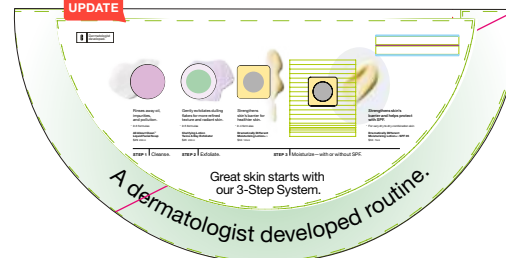 UPDATE
Dermatologist
developed.
Rinses away oil,
impurities,
and pollution.
Gently exfoliates dulling
flakes for more refined
texture and radiant skin.
Strengthens
skin's barrier for
healthier skin.
Strengthens skin's
barrier and helps protect
with SPF.
STEP 1 Cleanse.
STEP 2 Exfoliate.
STEP 3 Moisturize—with or without SPF.
Great skin starts with
our 3-Step System.
A dermatologist developed routine.